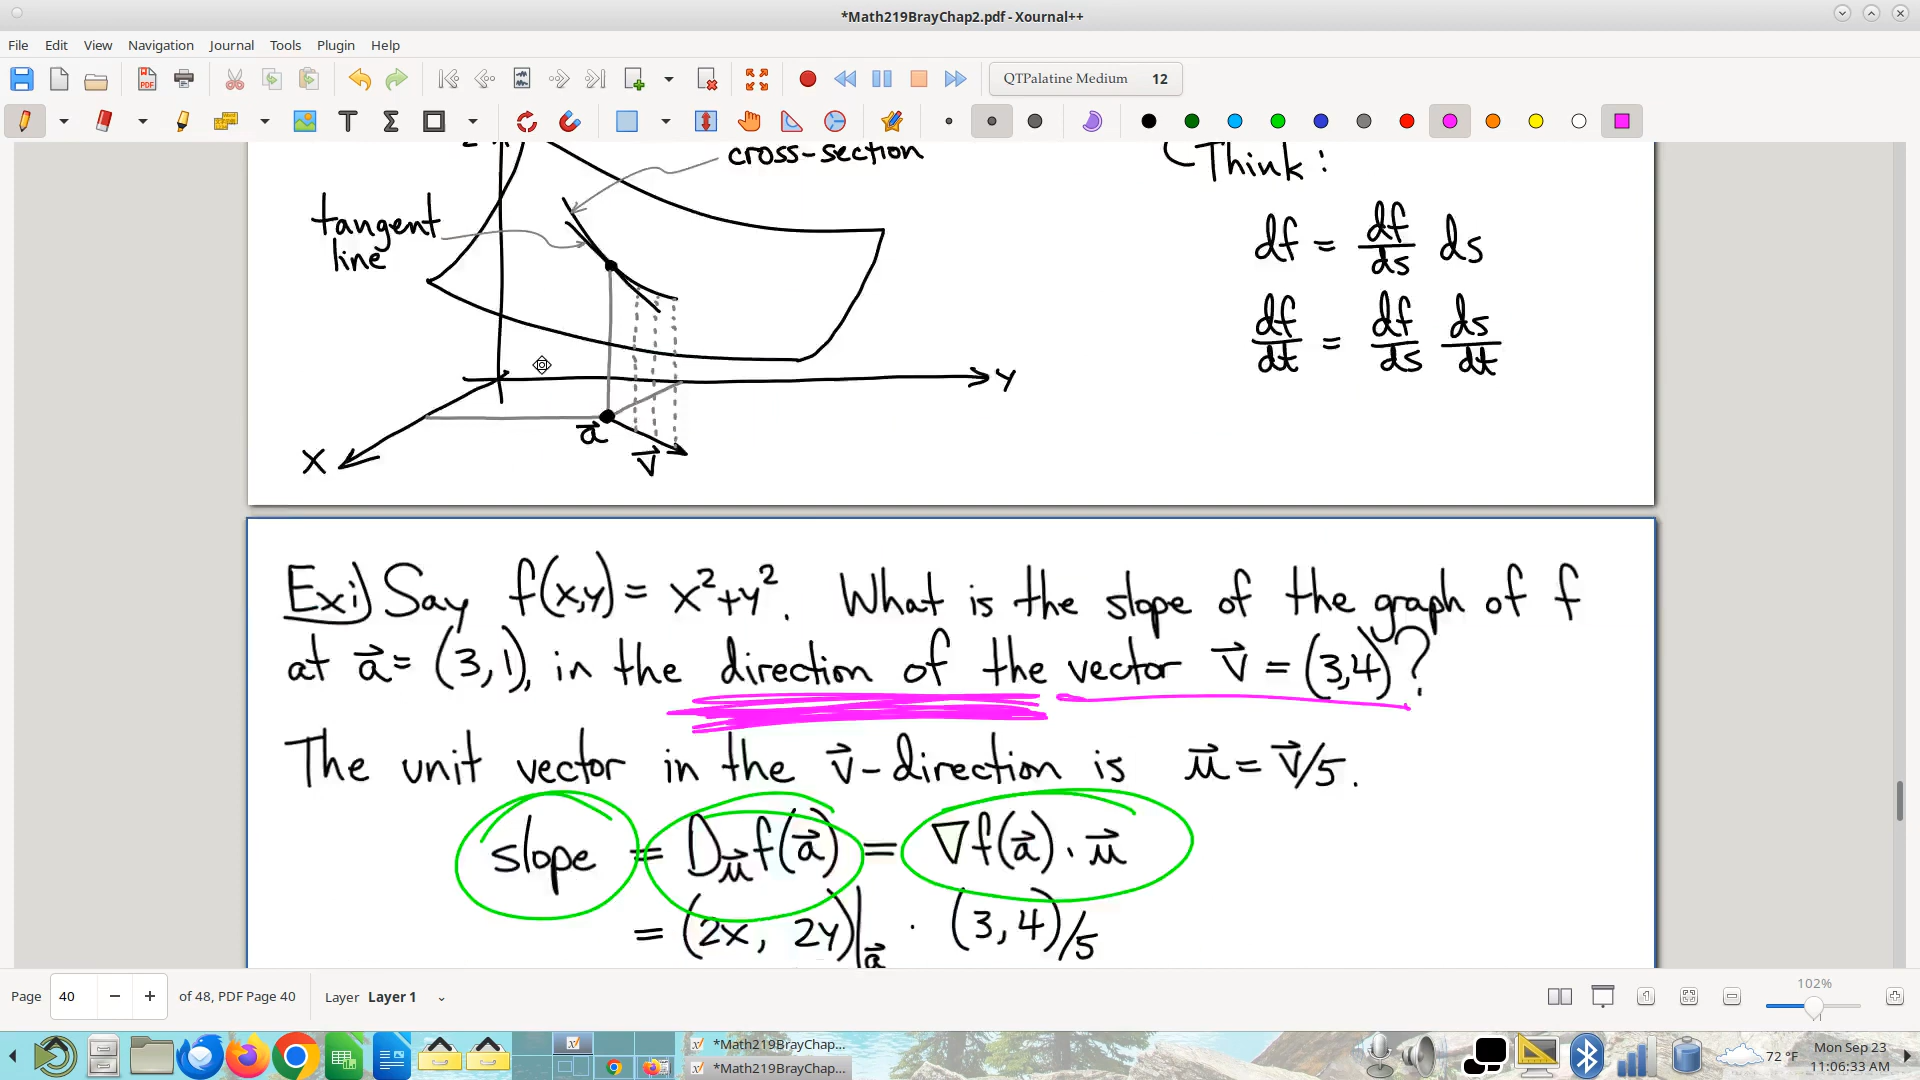 *Math219BrayChap2.pdf - Xournal++
File Edit View Navigation Journal Tools Plugin Help
QTPalatine Medium 12
cross-section
tangent
line
Y
a⃗
v⃗
X
Think:
df = df/ds ds
df/dt = df/ds ds/dt
Ex:) Say f(x,y) = x²+y². What is the slope of the graph of f
at a⃗ = (3,1), in the direction of the vector v⃗ = (3,4)?
The unit vector in the v⃗-direction is u⃗ = v⃗/5.
slope = D_u⃗ f(a⃗) = ∇f(a⃗) · u⃗
= (2x, 2y)|a⃗ · (3,4)/5
Page 40 of 48, PDF Page 40 Layer Layer 1 102%
*Math219BrayChap...
*Math219BrayChap...
72 °F
Mon Sep 23
11:06:33 AM